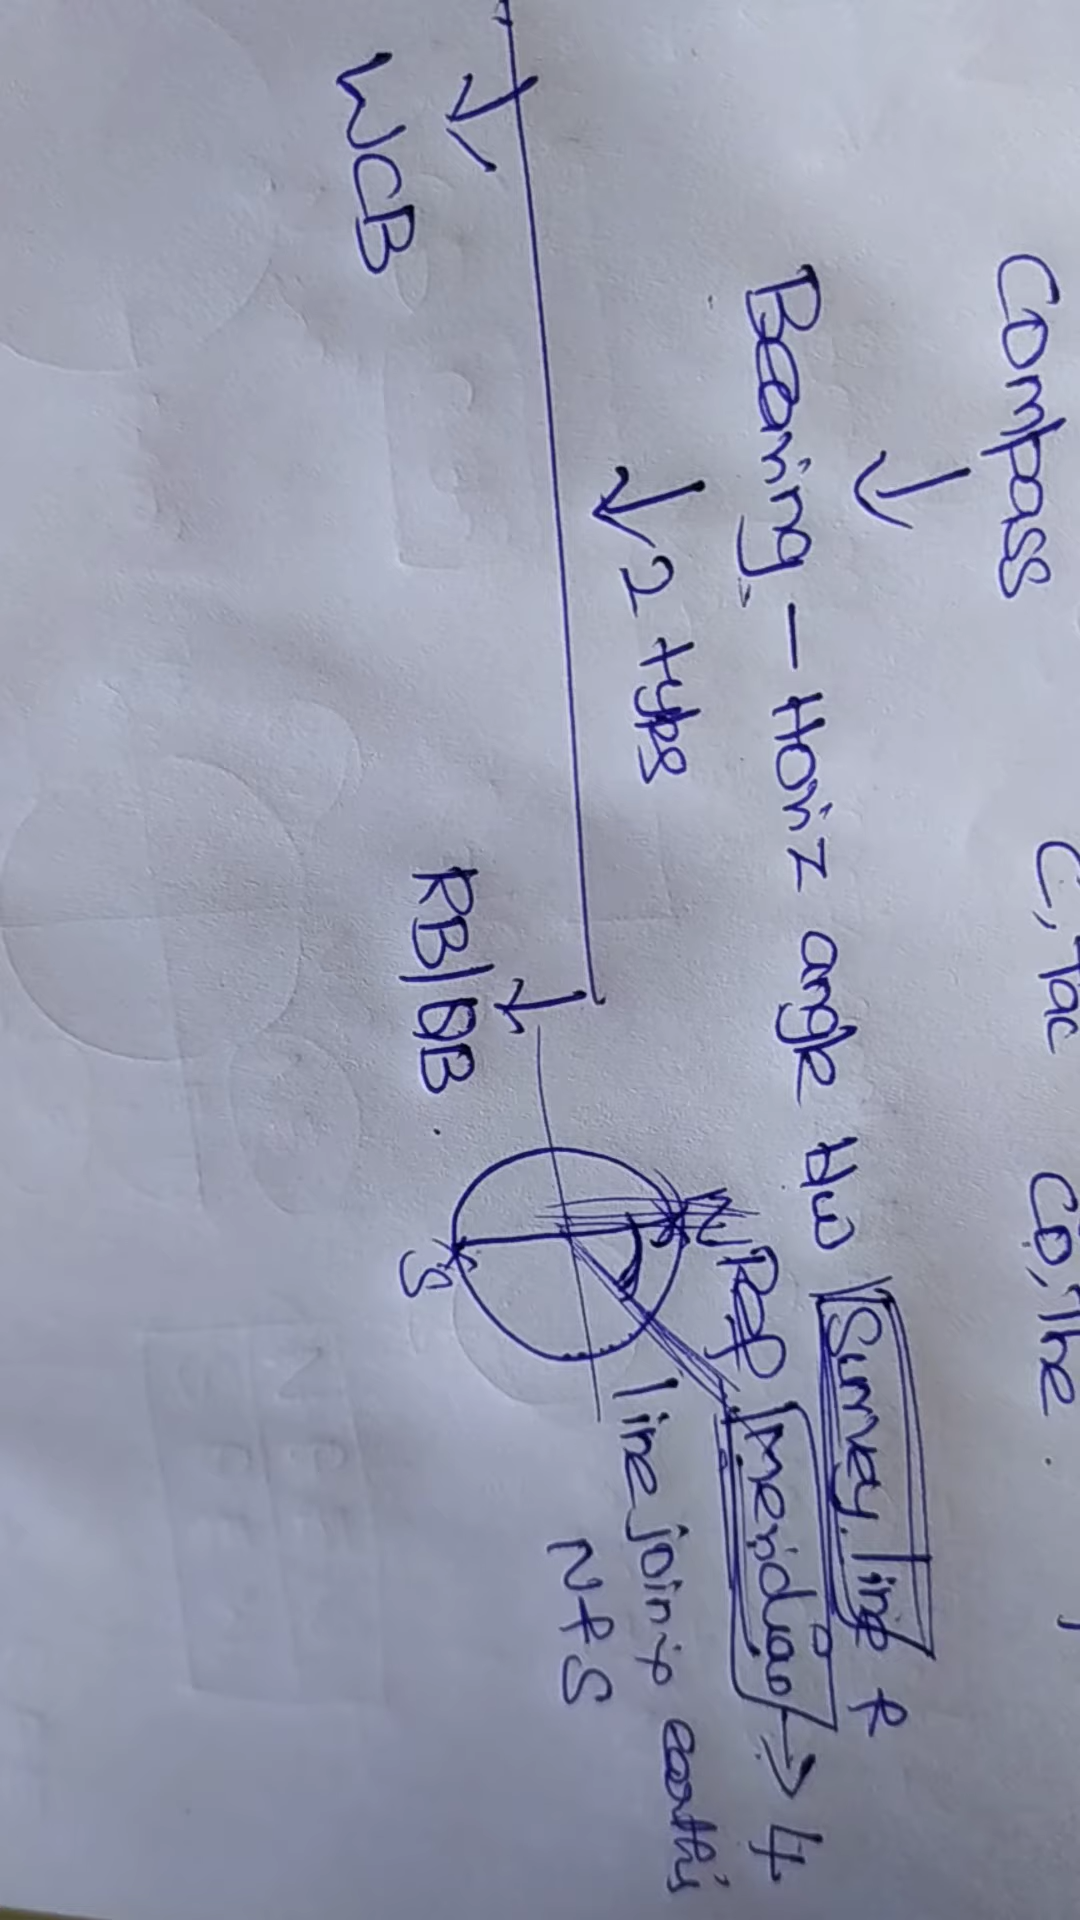 C, Tac Co, The .
Compass
↓
Bearing - Horiz angle
Survey line &
Ref Meridian → 4
↓ 2 types
line joinig earth's
N & S
N
S
↓ ↓
WCB RB/QB